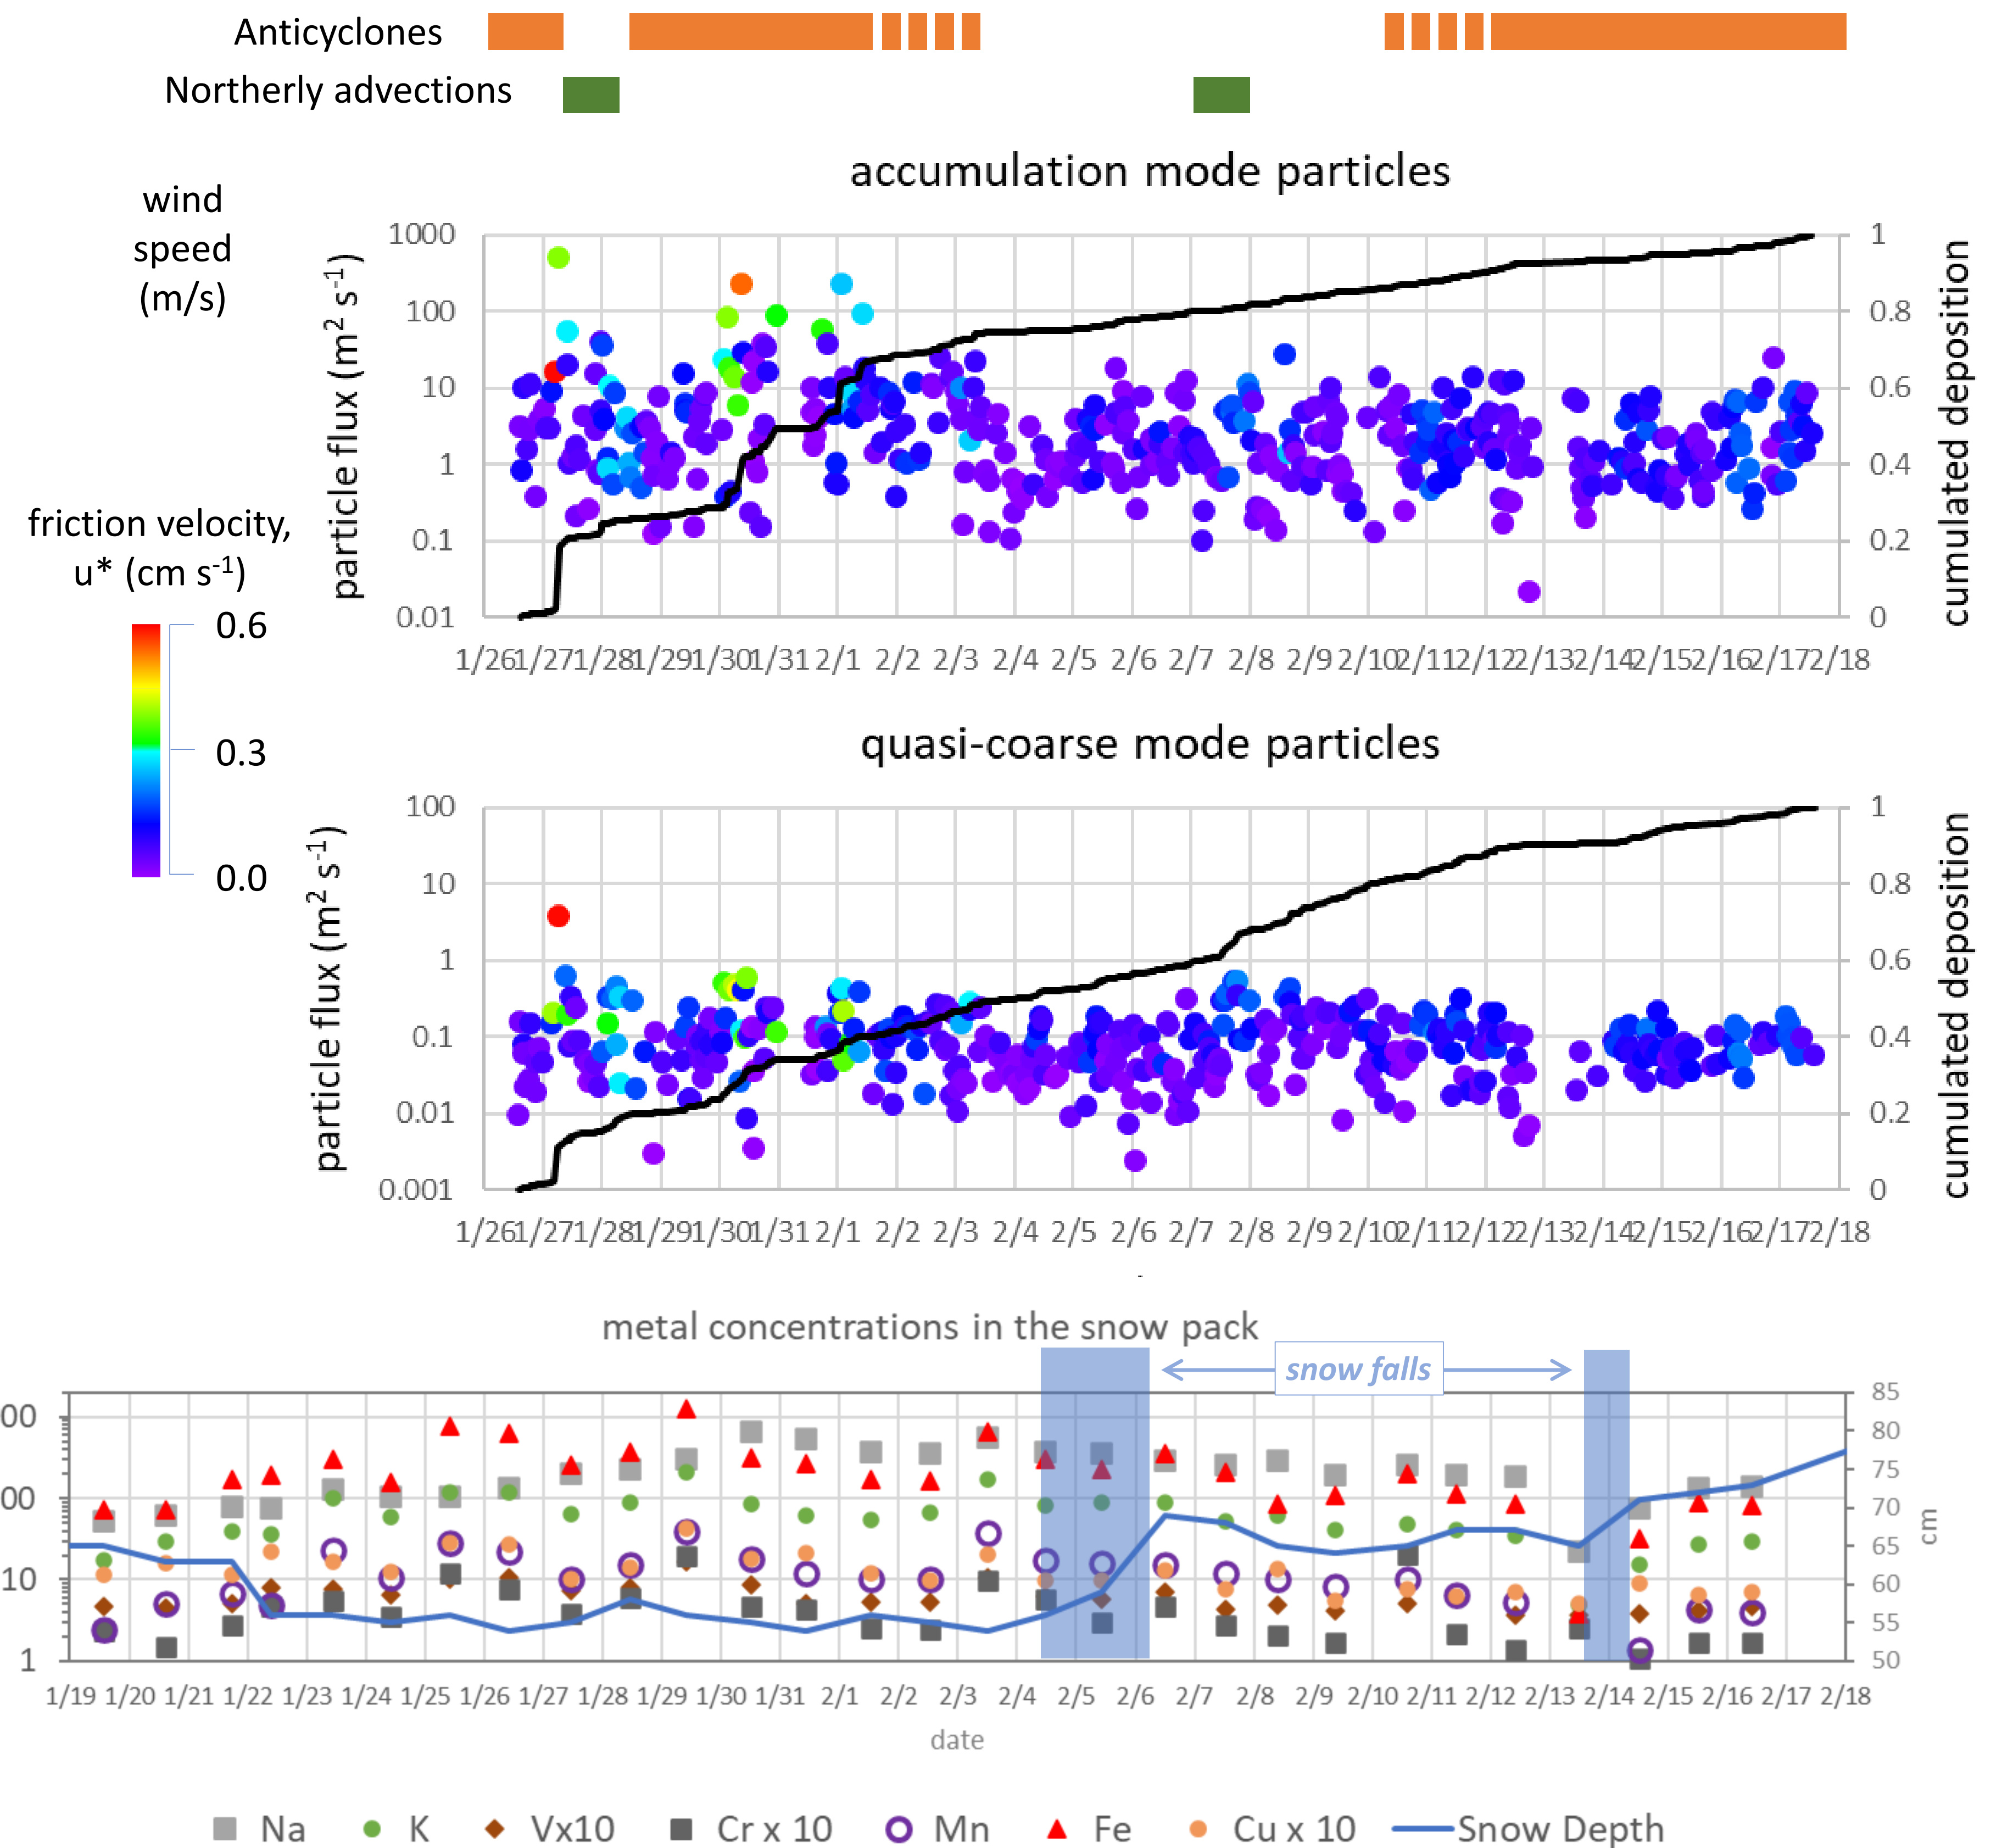 Anticyclones
Northerly advections
wind
speed
(m/s)
friction velocity,
u* (cm s-1)
0.6
0.3
0.0
accumulation mode particles
particle flux (m2 s-1)
1000
100
10
1
0.1
0.01
1
0.8
0.6
0.4
0.2
0
cumulated deposition
1/26 1/27 1/28 1/29 1/30 1/31 2/1 2/2 2/3 2/4 2/5 2/6 2/7 2/8 2/9 2/10 2/11 2/12 2/13 2/14 2/15 2/16 2/17 2/18
quasi-coarse mode particles
particle flux (m2 s-1)
100
10
1
0.1
0.01
0.001
1
0.8
0.6
0.4
0.2
0
cumulated deposition
1/26 1/27 1/28 1/29 1/30 1/31 2/1 2/2 2/3 2/4 2/5 2/6 2/7 2/8 2/9 2/10 2/11 2/12 2/13 2/14 2/15 2/16 2/17 2/18
metal concentrations in the snow pack
snow falls
00
00
10
1
85
80
75
70
65
60
55
50
cm
1/19 1/20 1/21 1/22 1/23 1/24 1/25 1/26 1/27 1/28 1/29 1/30 1/31 2/1 2/2 2/3 2/4 2/5 2/6 2/7 2/8 2/9 2/10 2/11 2/12 2/13 2/14 2/15 2/16 2/17 2/18
date
Na K Vx10 Cr x 10 Mn Fe Cu x 10 Snow Depth